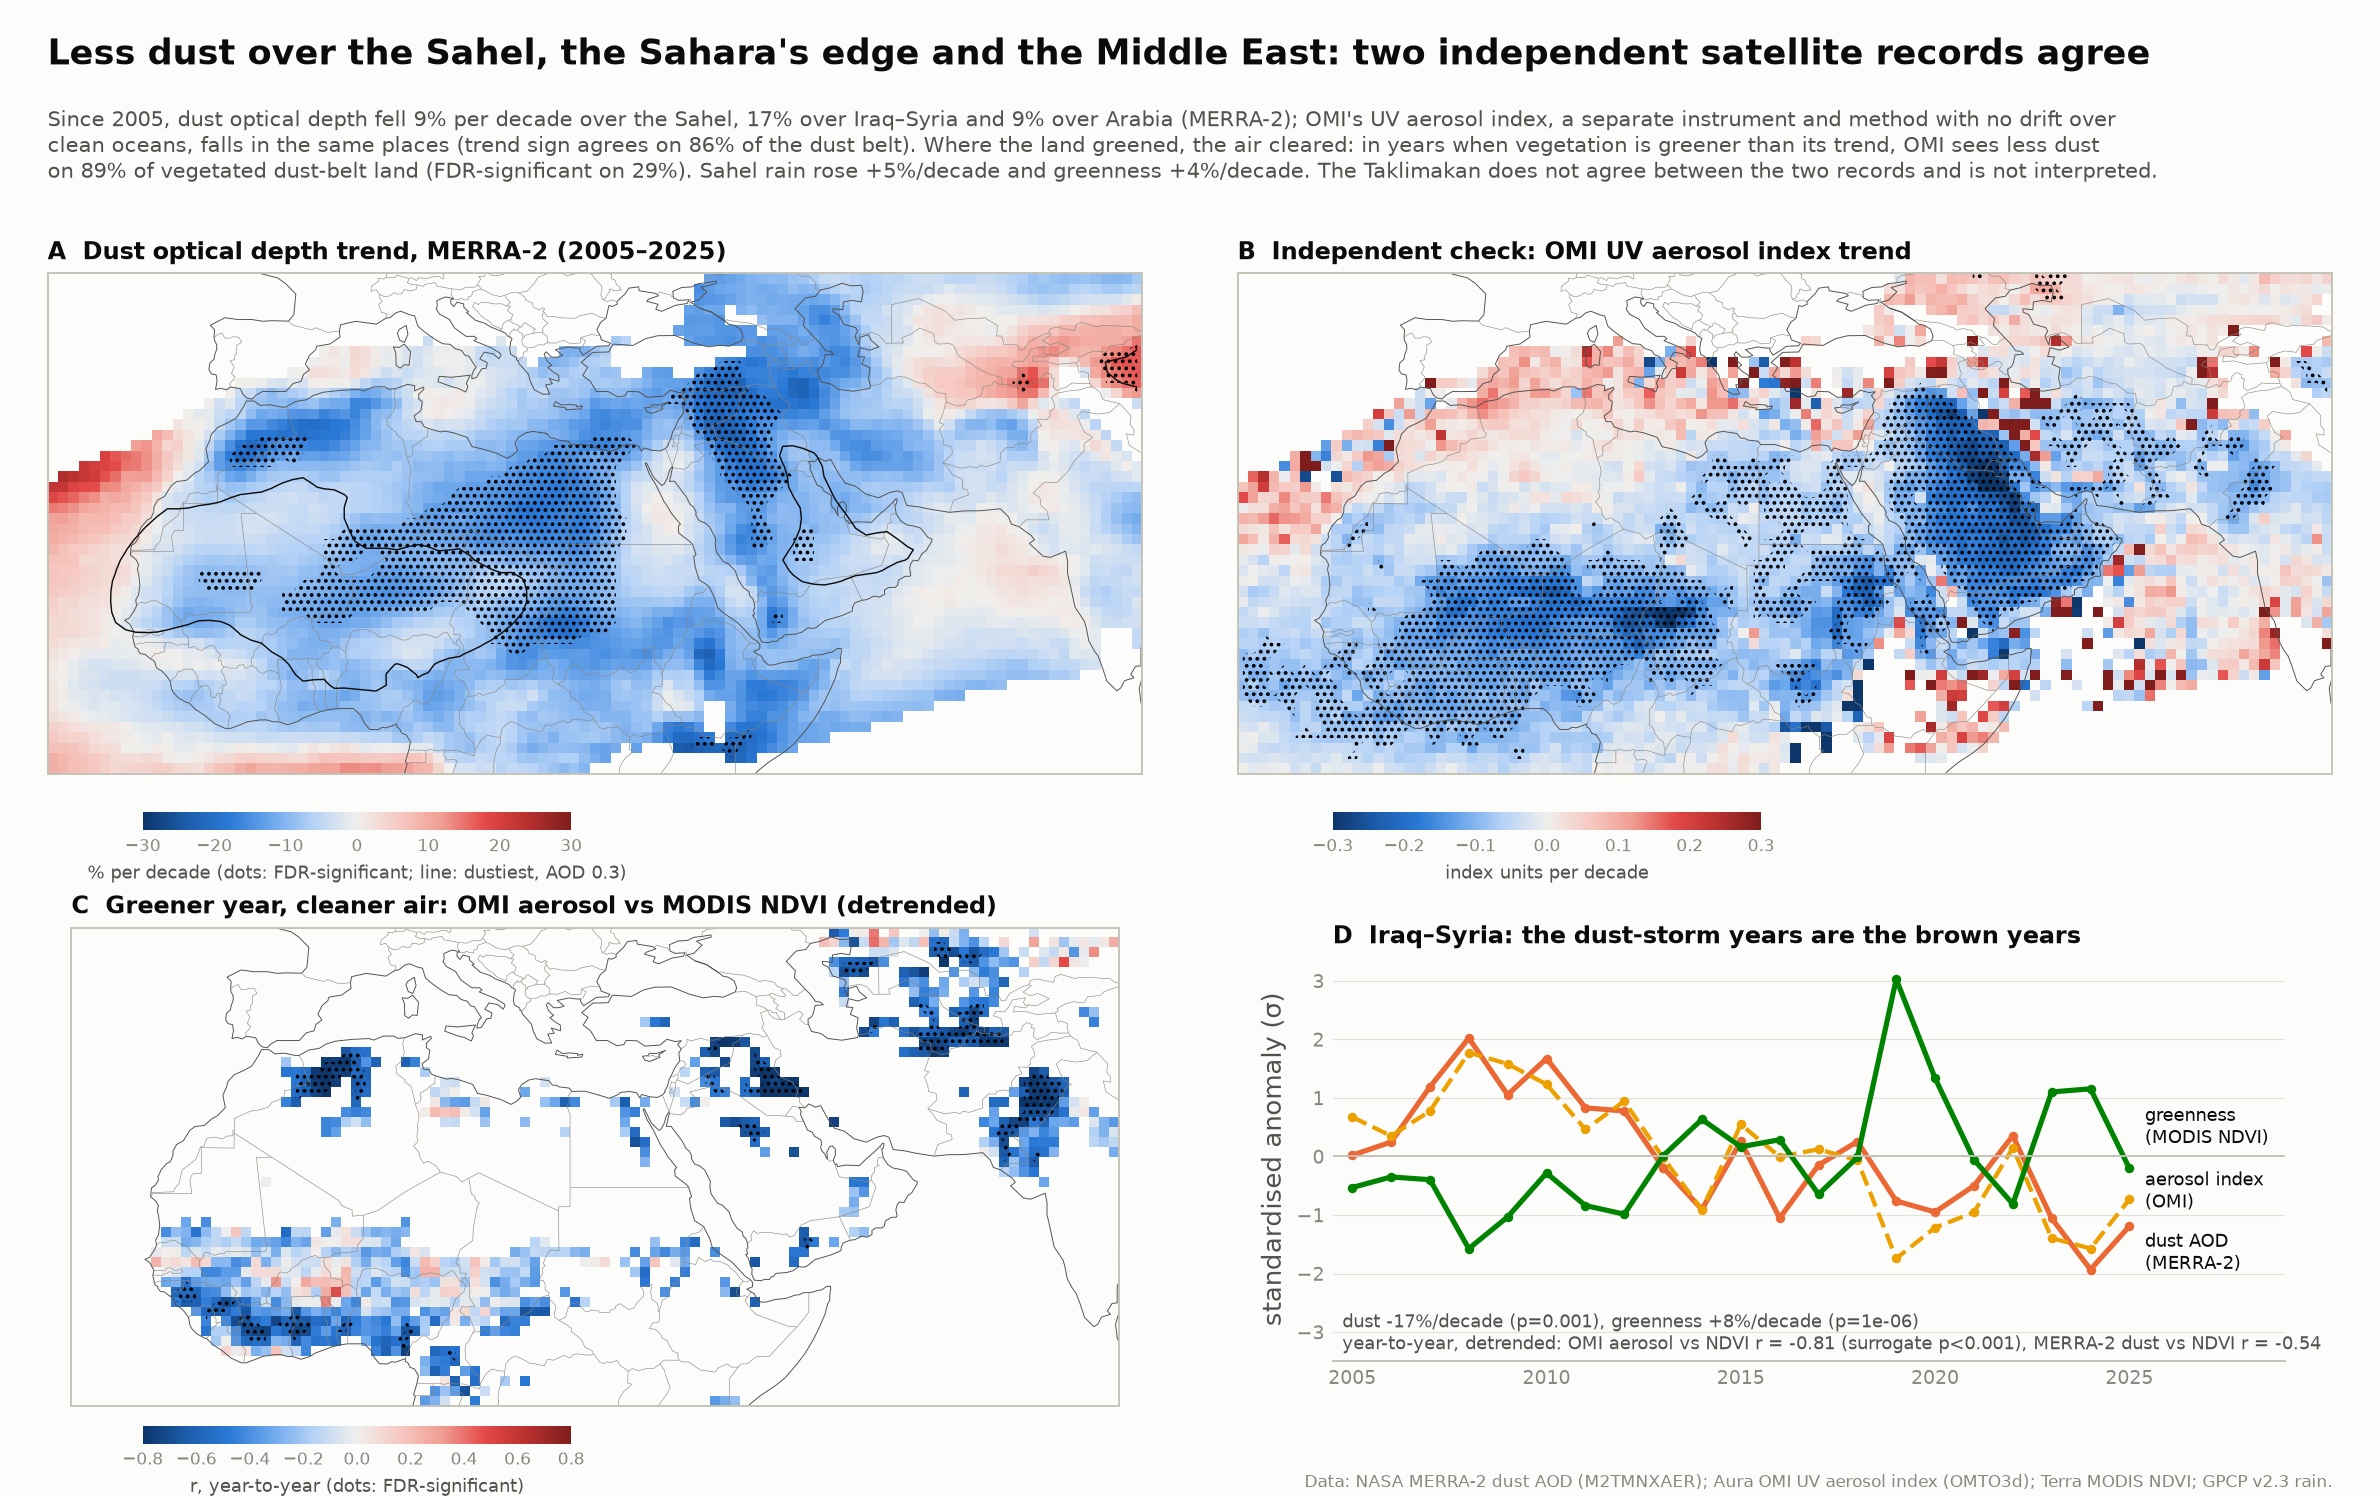 Less dust over the Sahel, the Sahara's edge and the Middle East: two independent satellite records agree
Since 2005, dust optical depth fell 9% per decade over the Sahel, 17% over Iraq–Syria and 9% over Arabia (MERRA-2); OMI's UV aerosol index, a separate instrument and method with no drift over
clean oceans, falls in the same places (trend sign agrees on 86% of the dust belt). Where the land greened, the air cleared: in years when vegetation is greener than its trend, OMI sees less dust
on 89% of vegetated dust-belt land (FDR-significant on 29%). Sahel rain rose +5%/decade and greenness +4%/decade. The Taklimakan does not agree between the two records and is not interpreted.
A Dust optical depth trend, MERRA-2 (2005–2025)
−30 −20 −10 0 10 20 30
% per decade (dots: FDR-significant; line: dustiest, AOD 0.3)
B Independent check: OMI UV aerosol index trend
−0.3 −0.2 −0.1 0.0 0.1 0.2 0.3
index units per decade
C Greener year, cleaner air: OMI aerosol vs MODIS NDVI (detrended)
−0.8 −0.6 −0.4 −0.2 0.0 0.2 0.4 0.6 0.8
r, year-to-year (dots: FDR-significant)
D Iraq–Syria: the dust-storm years are the brown years
standardised anomaly (σ)
3
2
1
0
−1
−2
−3
greenness
(MODIS NDVI)
aerosol index
(OMI)
dust AOD
(MERRA-2)
dust -17%/decade (p=0.001), greenness +8%/decade (p=1e-06)
year-to-year, detrended: OMI aerosol vs NDVI r = -0.81 (surrogate p<0.001), MERRA-2 dust vs NDVI r = -0.54
2005 2010 2015 2020 2025
Data: NASA MERRA-2 dust AOD (M2TMNXAER); Aura OMI UV aerosol index (OMTO3d); Terra MODIS NDVI; GPCP v2.3 rain.